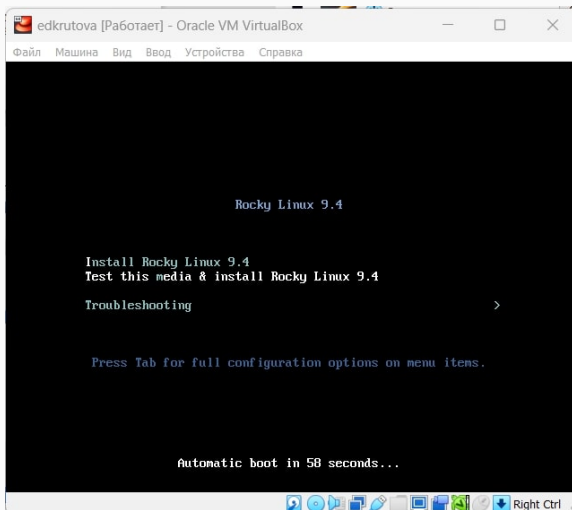 edkrutova [Работает] - Oracle VM VirtualBox
Файл Машина Вид Ввод Устройства Справка
Rocky Linux 9.4
Install Rocky Linux 9.4
Test this media & install Rocky Linux 9.4
Troubleshooting >
Press Tab for full configuration options on menu items.
Automatic boot in 58 seconds...
Right Ctrl